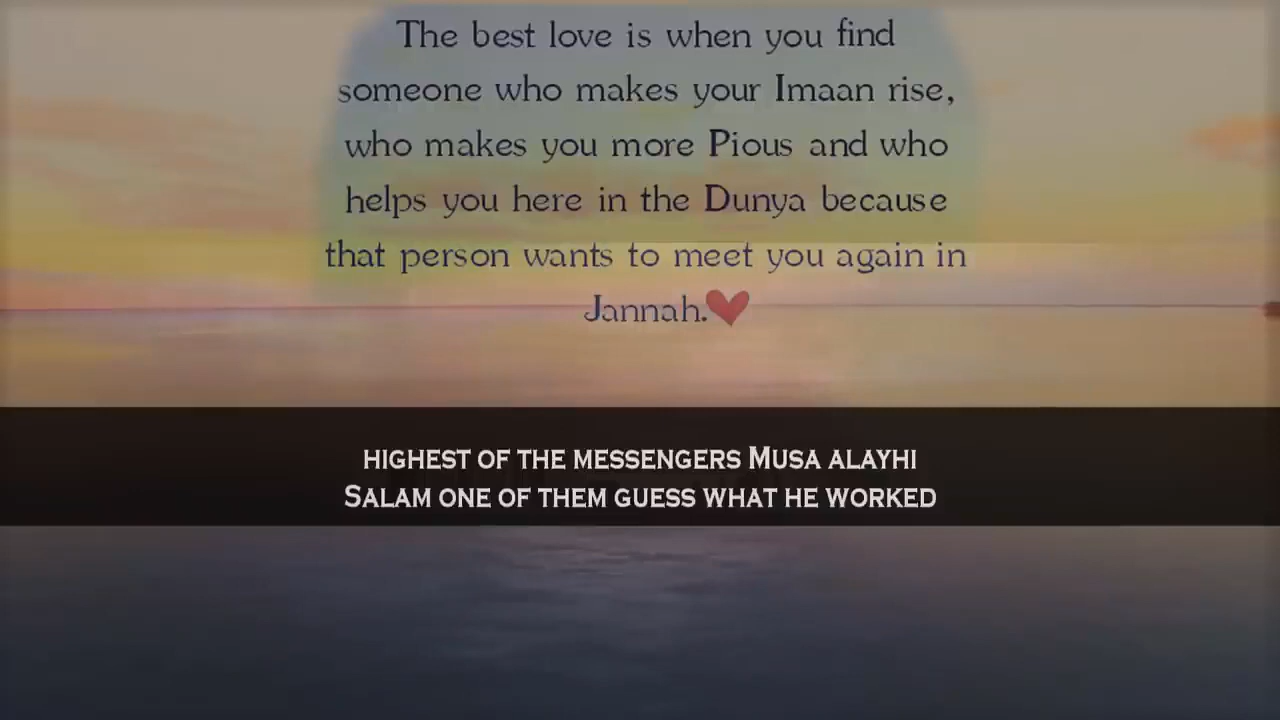 The best love is when you find
someone who makes your Imaan rise,
who makes you more Pious and who
helps you here in the Dunya because
that person wants to meet you again in
Jannah.❤
HIGHEST OF THE MESSENGERS MUSA ALAYHI
SALAM ONE OF THEM GUESS WHAT HE WORKED